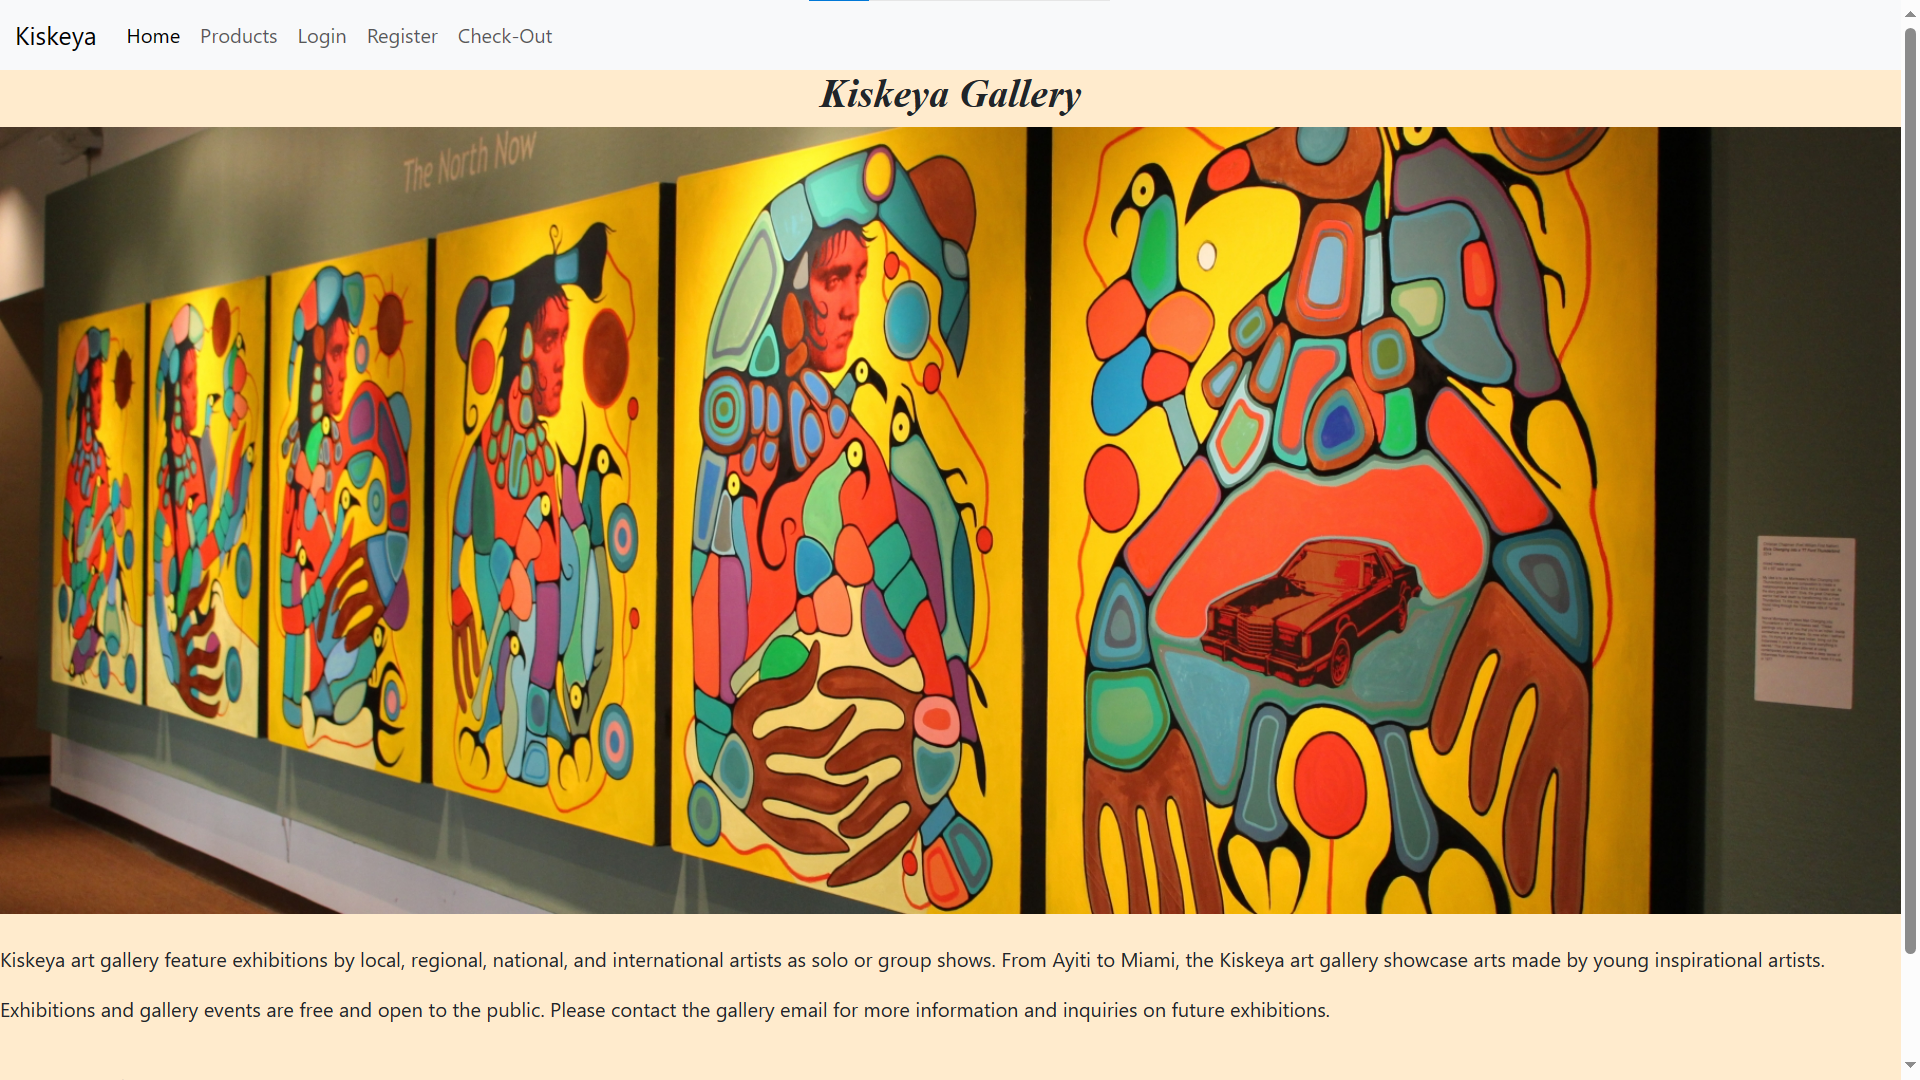 Kiskeya Home Products Login Register Check-Out
Kiskeya Gallery
The North Now
Kiskeya art gallery feature exhibitions by local, regional, national, and international artists as solo or group shows. From Ayiti to Miami, the Kiskeya art gallery showcase arts made by young inspirational artists.
Exhibitions and gallery events are free and open to the public. Please contact the gallery email for more information and inquiries on future exhibitions.